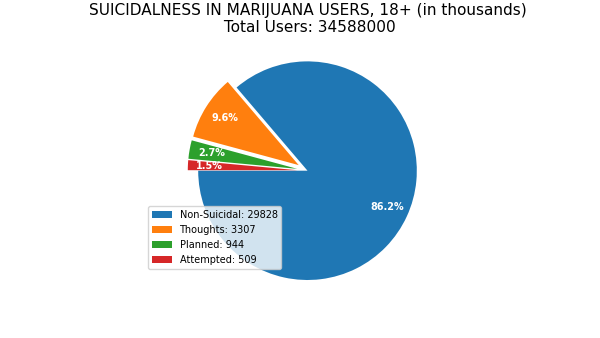 SUICIDALNESS IN MARIJUANA USERS, 18+ (in thousands)
Total Users: 34588000
9.6%
2.7%
1.5%
86.2%
Non-Suicidal: 29828
Thoughts: 3307
Planned: 944
Attempted: 509